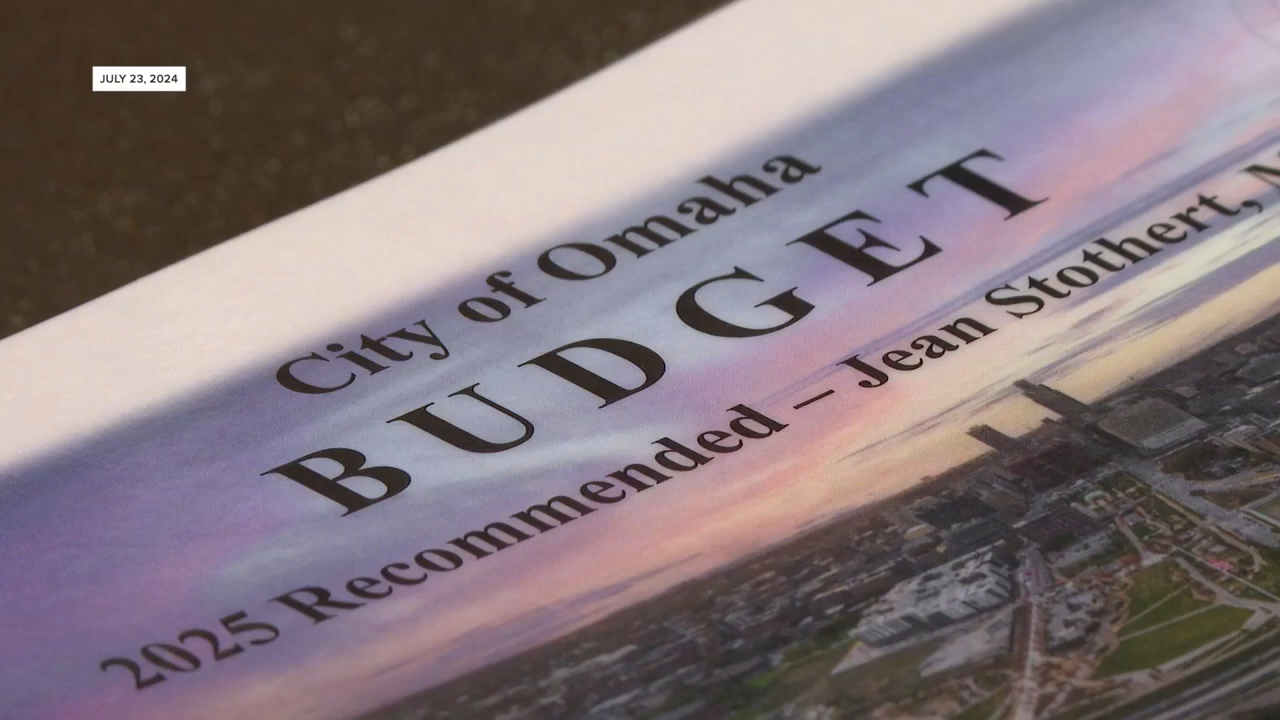 JULY 23, 2024
City of Omaha
BUDGET
2025 Recommended – Jean Stothert,